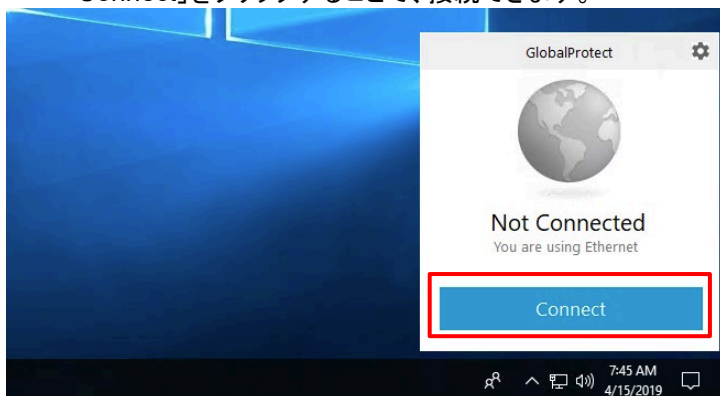 Connect]をクリックすることで、接続できます。
GlobalProtect
Not Connected
You are using Ethernet
Connect
7:45 AM
4/15/2019